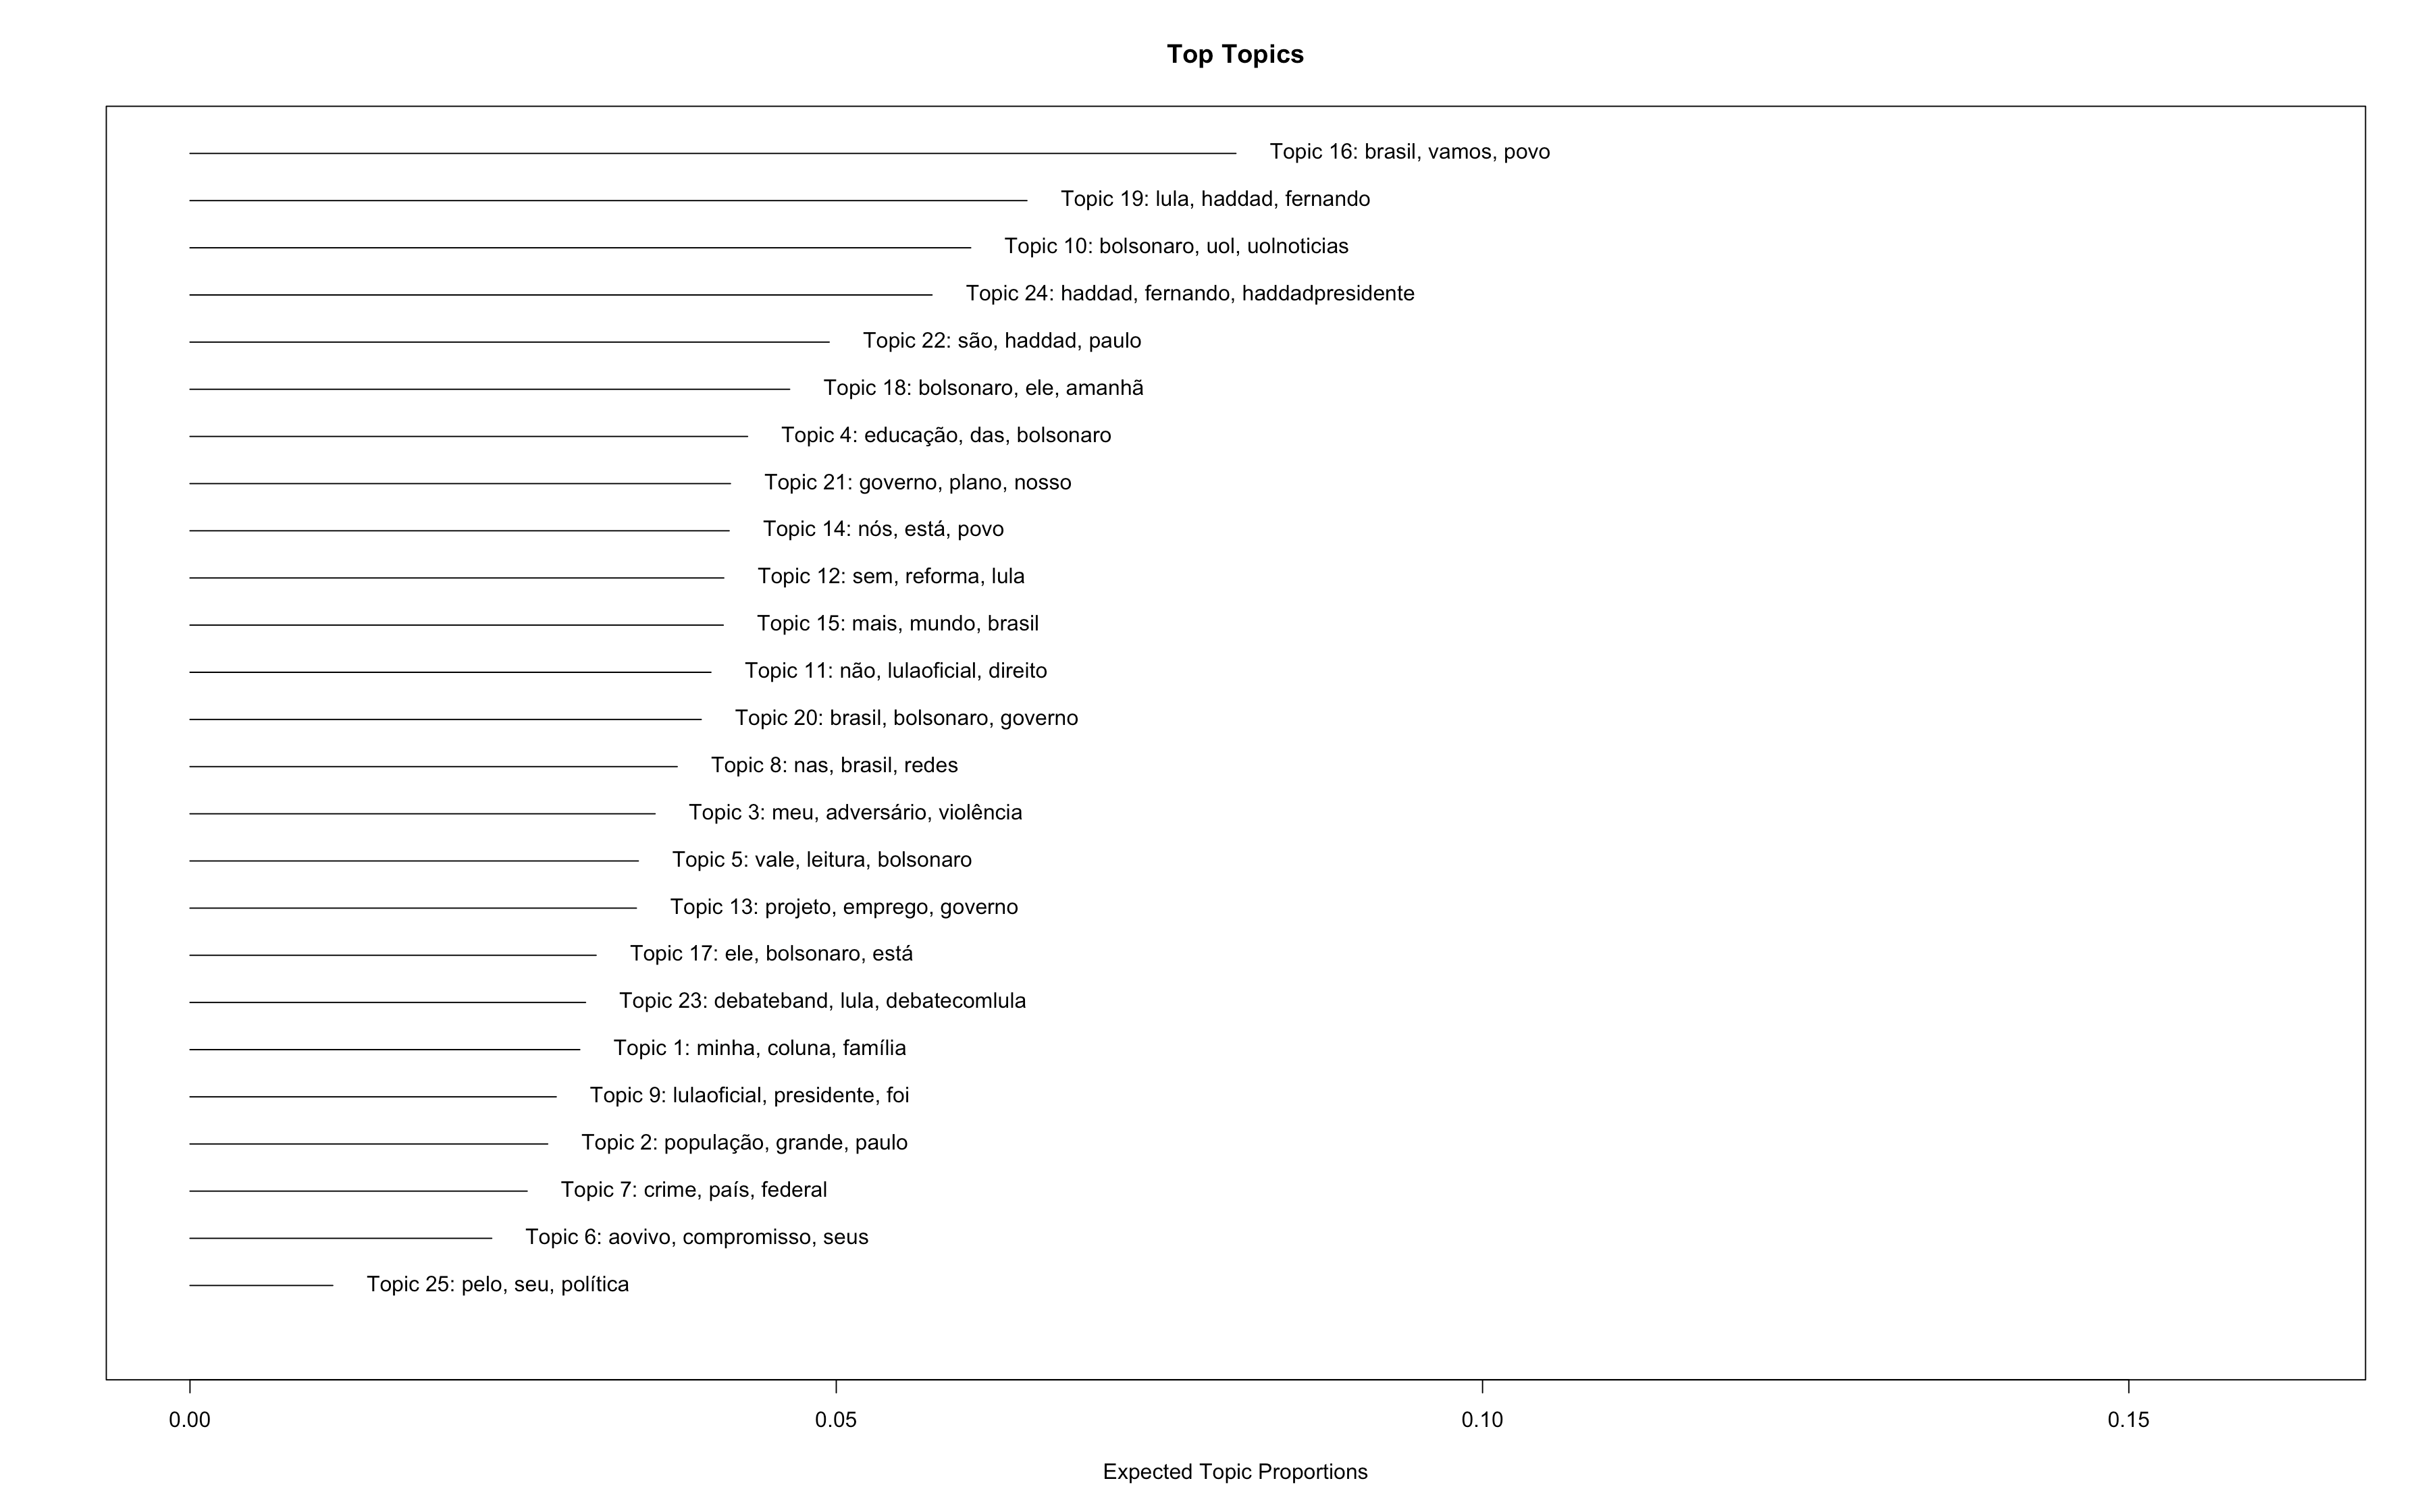 Top Topics
Topic 16: brasil, vamos, povo
Topic 19: lula, haddad, fernando
Topic 10: bolsonaro, uol, uolnoticias
Topic 24: haddad, fernando, haddadpresidente
Topic 22: são, haddad, paulo
Topic 18: bolsonaro, ele, amanhã
Topic 4: educação, das, bolsonaro
Topic 21: governo, plano, nosso
Topic 14: nós, está, povo
Topic 12: sem, reforma, lula
Topic 15: mais, mundo, brasil
Topic 11: não, lulaoficial, direito
Topic 20: brasil, bolsonaro, governo
Topic 8: nas, brasil, redes
Topic 3: meu, adversário, violência
Topic 5: vale, leitura, bolsonaro
Topic 13: projeto, emprego, governo
Topic 17: ele, bolsonaro, está
Topic 23: debateband, lula, debatecomlula
Topic 1: minha, coluna, família
Topic 9: lulaoficial, presidente, foi
Topic 2: população, grande, paulo
Topic 7: crime, país, federal
Topic 6: aovivo, compromisso, seus
Topic 25: pelo, seu, política
0.00 0.05 0.10 0.15
Expected Topic Proportions